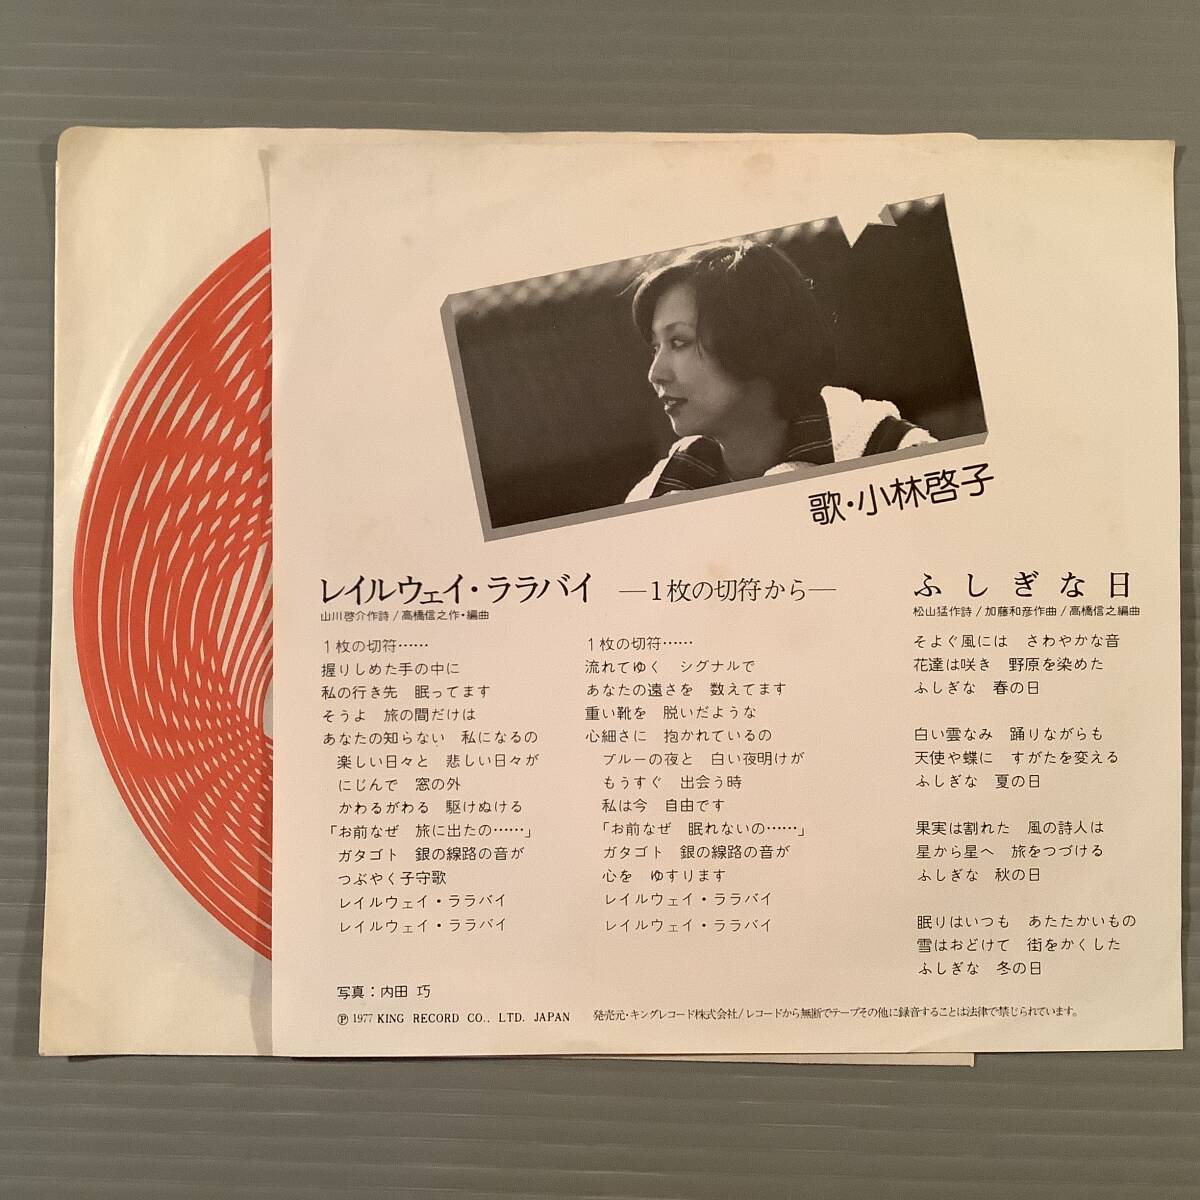 歌・小林啓子
レイルウェイ・ララバイ ―1枚の切符から―
山川啓介作詩/高橋信之作・編曲
1枚の切符……
握りしめた手の中に
私の行き先 眠ってます
そうよ 旅の間だけは
あなたの知らない 私になるの
楽しい日々と 悲しい日々が
にじんで 窓の外
かわるがわる 駆けぬける
「お前なぜ 旅に出たの……」
ガタゴト 銀の線路の音が
つぶやく子守歌
レイルウェイ・ララバイ
レイルウェイ・ララバイ
1枚の切符……
流れてゆく シグナルで
あなたの遠さを 数えてます
重い靴を 脱いだような
心細さに 抱かれているの
ブルーの夜と 白い夜明けが
もうすぐ 出会う時
私は今 自由です
「お前なぜ 眠れないの……」
ガタゴト 銀の線路の音が
心を ゆすります
レイルウェイ・ララバイ
レイルウェイ・ララバイ
ふしぎな日
松山猛作詩/加藤和彦作曲/高橋信之編曲
そよぐ風には さわやかな音
花達は咲き 野原を染めた
ふしぎな 春の日
白い雲なみ 踊りながらも
天使や蝶に すがたを変える
ふしぎな 夏の日
果実は割れた 風の詩人は
星から星へ 旅をつづける
ふしぎな 秋の日
眠りはいつも あたたかいもの
雪はおどけて 街をかくした
ふしぎな 冬の日
写真：内田 巧
Ⓟ 1977 KING RECORD CO., LTD. JAPAN 発売元・キングレコード株式会社/レコードから無断でテープその他に録音することは法律で禁じられています。